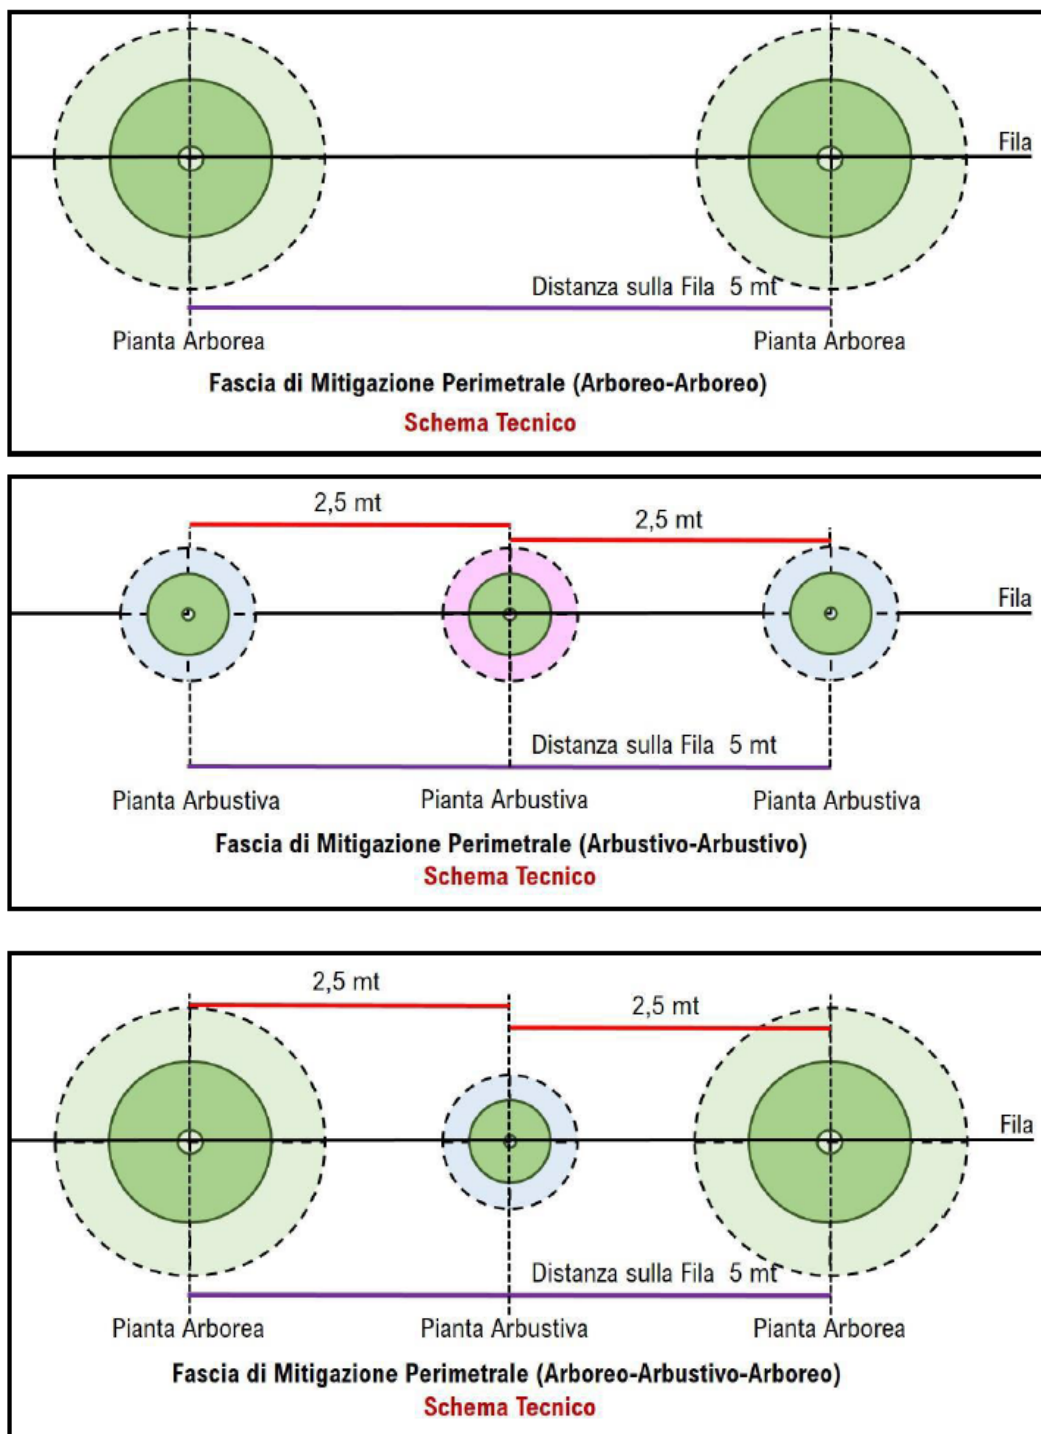 Fila
Distanza sulla Fila 5 mt
Pianta Arborea Pianta Arborea
Fascia di Mitigazione Perimetrale (Arboreo-Arboreo)
Schema Tecnico
2,5 mt
2,5 mt
Fila
Distanza sulla Fila 5 mt
Pianta Arbustiva Pianta Arbustiva Pianta Arbustiva
Fascia di Mitigazione Perimetrale (Arbustivo-Arbustivo)
Schema Tecnico
2,5 mt
2,5 mt
Fila
Distanza sulla Fila 5 mt
Pianta Arborea Pianta Arbustiva Pianta Arborea
Fascia di Mitigazione Perimetrale (Arboreo-Arbustivo-Arboreo)
Schema Tecnico